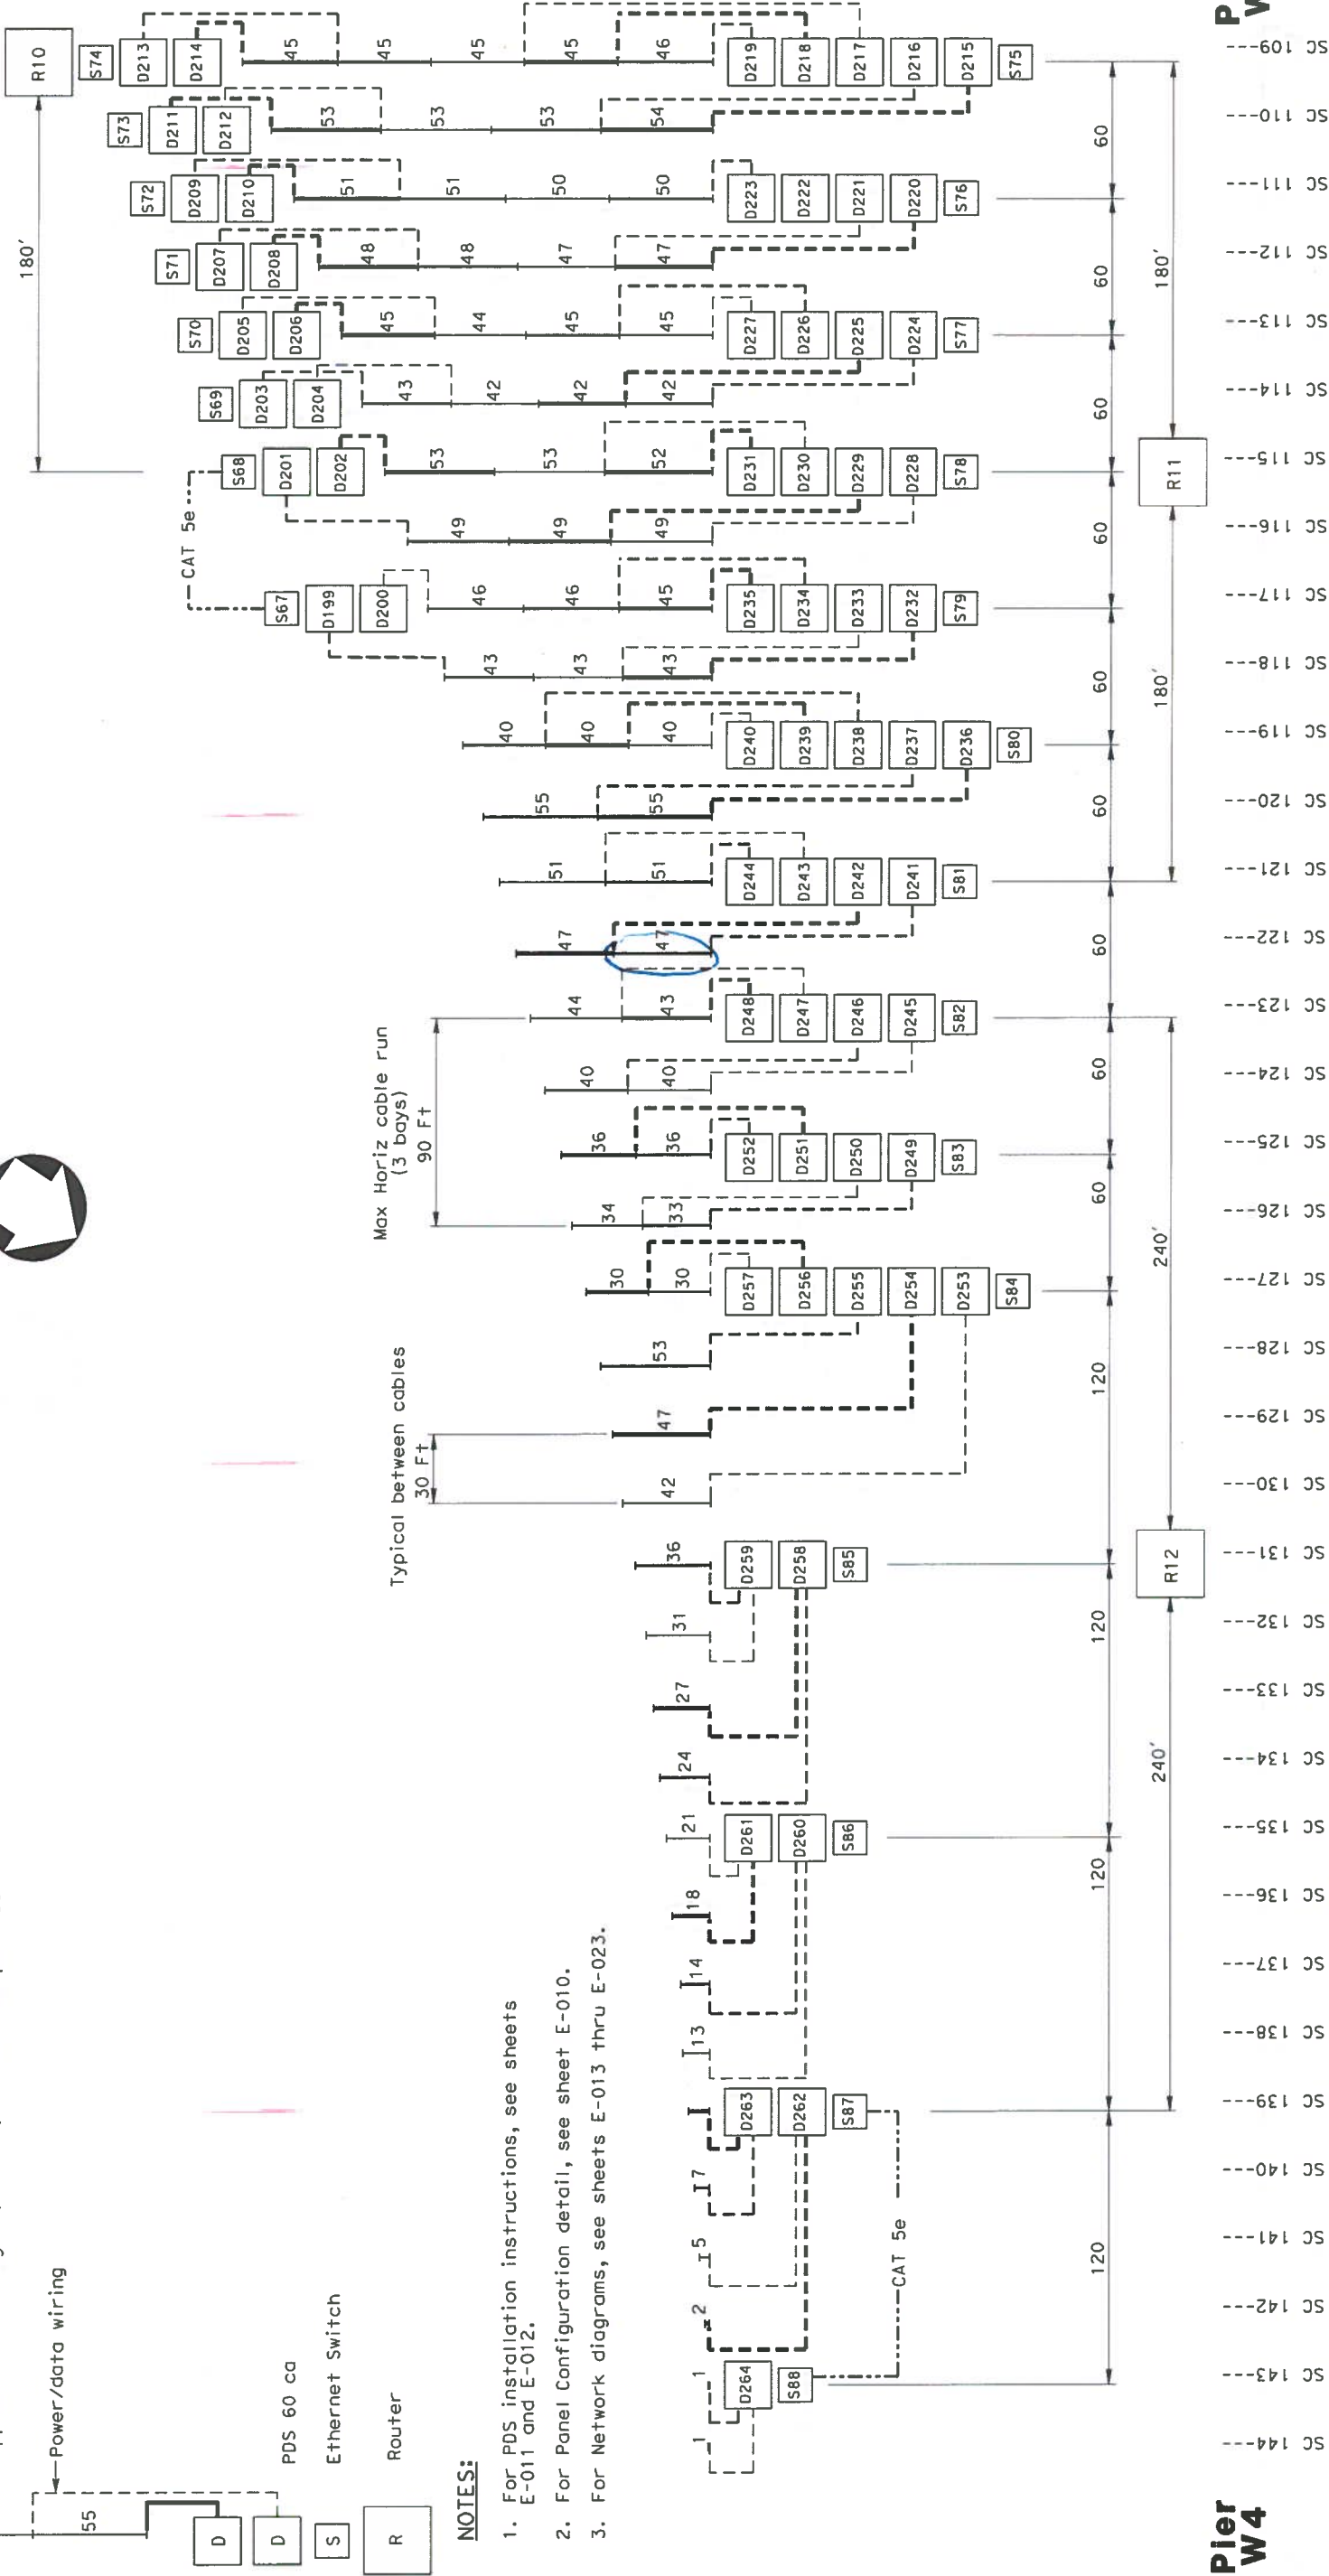 Power/data wiring
55
D
D
PDS 60 ca
S
Ethernet Switch
R
Router
NOTES:
1. For PDS installation instructions, see sheets
E-011 and E-012.
2. For Panel Configuration detail, see sheet E-010.
3. For Network diagrams, see sheets E-013 thru E-023.
Typical between cables
30 Ft
Max Horiz cable run
(3 bays)
90 Ft
180'
R10
CAT 5e
S67
D199
D200
S68
D201
D202
S69
D203
D204
S70
D205
D206
S71
D207
D208
S72
D209
D210
S73
D211
D212
S74
D213
D214
1
1
2
5
7
13
14
18
21
24
27
31
36
42
47
53
30
30
34
33
36
36
40
40
44
43
47
47
51
51
55
55
40
40
40
43
43
43
46
46
45
49
49
49
53
53
52
43
42
42
42
45
44
45
45
48
48
47
47
51
51
50
50
53
53
53
54
45
45
45
45
46
D264
S88
D263
D262
S87
CAT 5e
D261
D260
S86
D259
D258
S85
D257
D256
D255
D254
D253
S84
D252
D251
D250
D249
S83
D248
D247
D246
D245
S82
D244
D243
D242
D241
S81
D240
D239
D238
D237
D236
S80
D235
D234
D233
D232
S79
D231
D230
D229
D228
S78
D227
D226
D225
D224
S77
D223
D222
D221
D220
S76
D219
D218
D217
D216
D215
S75
120
120
120
120
60
60
60
60
60
60
60
60
60
60
60
240'
R12
240'
180'
R11
180'
SC 144---
SC 143---
SC 142---
SC 141---
SC 140---
SC 139---
SC 138---
SC 137---
SC 136---
SC 135---
SC 134---
SC 133---
SC 132---
SC 131---
SC 130---
SC 129---
SC 128---
SC 127---
SC 126---
SC 125---
SC 124---
SC 123---
SC 122---
SC 121---
SC 120---
SC 119---
SC 118---
SC 117---
SC 116---
SC 115---
SC 114---
SC 113---
SC 112---
SC 111---
SC 110---
SC 109---
Pier
W4
P
W